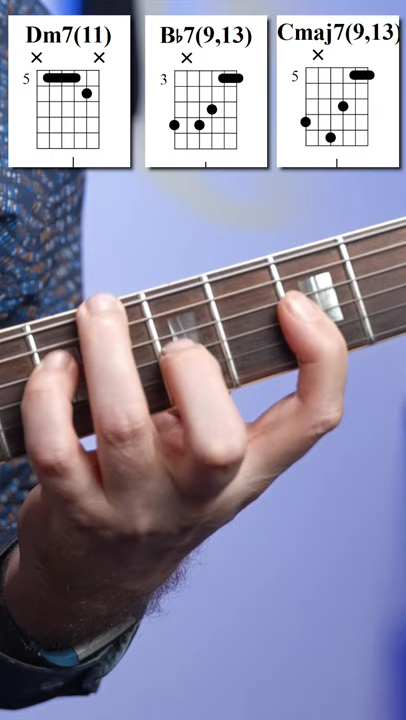 Dm7(11)
B♭7(9,13)
Cmaj7(9,13)
× ×
5
×
3
×
5